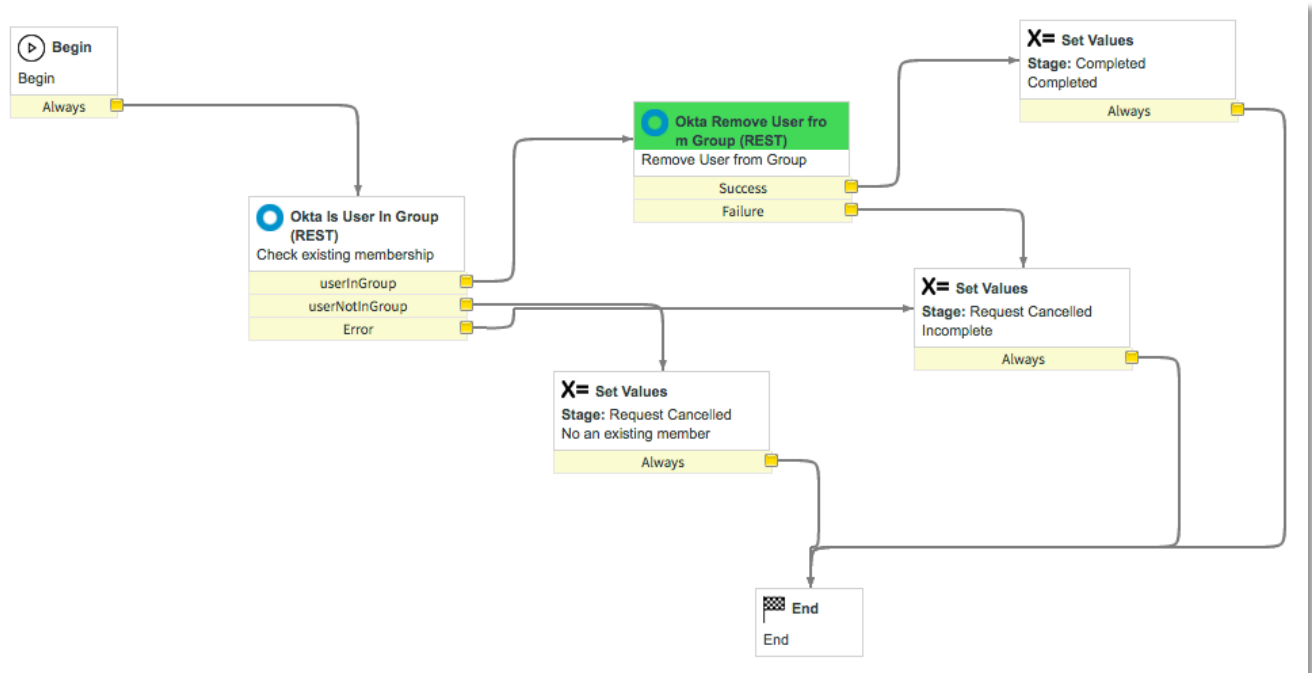 Begin
Begin
Always
Okta Is User In Group
(REST)
Check existing membership
userInGroup
userNotInGroup
Error
Okta Remove User fro
m Group (REST)
Remove User from Group
Success
Failure
X= Set Values
Stage: Completed
Completed
Always
X= Set Values
Stage: Request Cancelled
Incomplete
Always
X= Set Values
Stage: Request Cancelled
No an existing member
Always
End
End